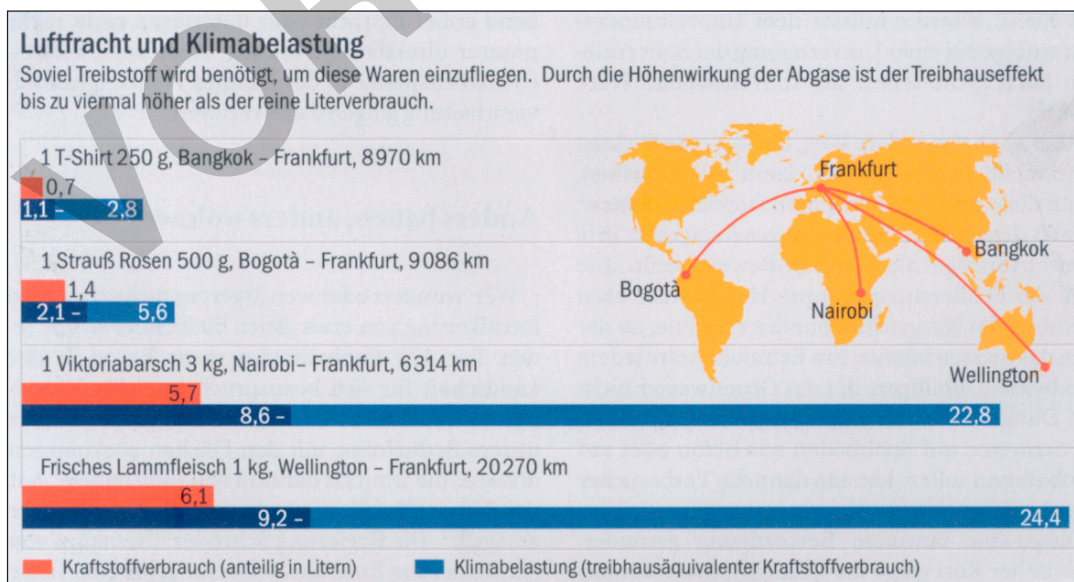 Luftfracht und Klimabelastung
Soviel Treibstoff wird benötigt, um diese Waren einzufliegen. Durch die Höhenwirkung der Abgase ist der Treibhauseffekt
bis zu viermal höher als der reine Literverbrauch.
vor
1 T-Shirt 250 g, Bangkok – Frankfurt, 8970 km
0,7
1,1 – 2,8
1 Strauß Rosen 500 g, Bogotà – Frankfurt, 9086 km
1,4
2,1 – 5,6
1 Viktoriabarsch 3 kg, Nairobi – Frankfurt, 6314 km
5,7
8,6 – 22,8
Frisches Lammfleisch 1 kg, Wellington – Frankfurt, 20270 km
6,1
9,2 – 24,4
Frankfurt
Bangkok
Bogotà
Nairobi
Wellington
Kraftstoffverbrauch (anteilig in Litern)
Klimabelastung (treibhausäquivalenter Kraftstoffverbrauch)